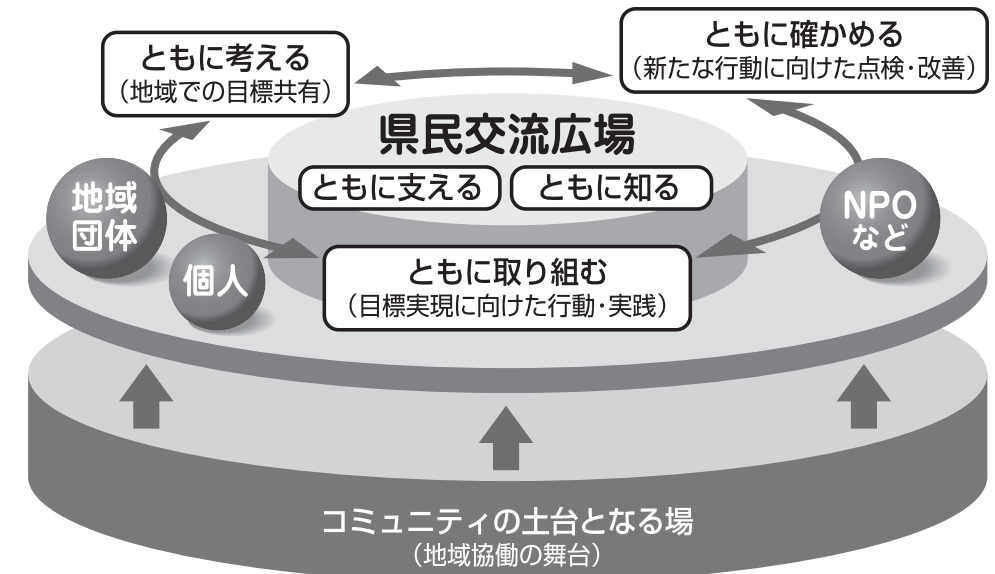 ともに考える
（地域での目標共有）
ともに確かめる
（新たな行動に向けた点検・改善）
県民交流広場
ともに支える
ともに知る
地域
団体
個人
NPO
など
ともに取り組む
（目標実現に向けた行動・実践）
コミュニティの土台となる場
（地域協働の舞台）